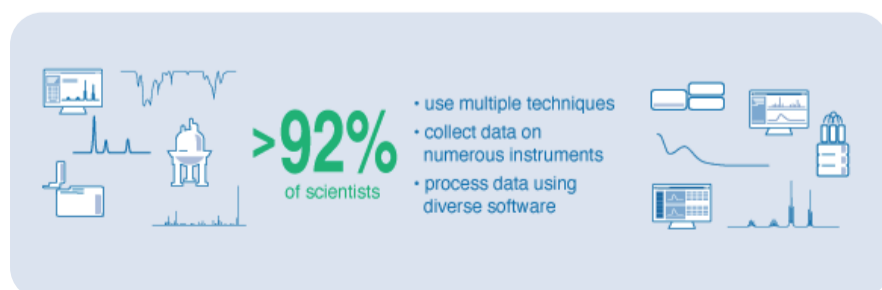 >92%
of scientists
• use multiple techniques
• collect data on
numerous instruments
• process data using
diverse software